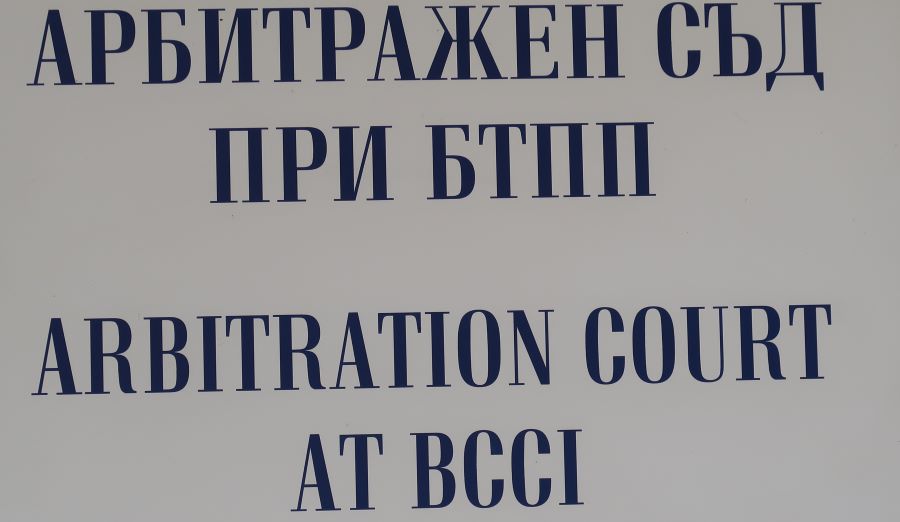 АРБИТРАЖЕН СЪД
ПРИ БТПП
ARBITRATION COURT
AT BCCI